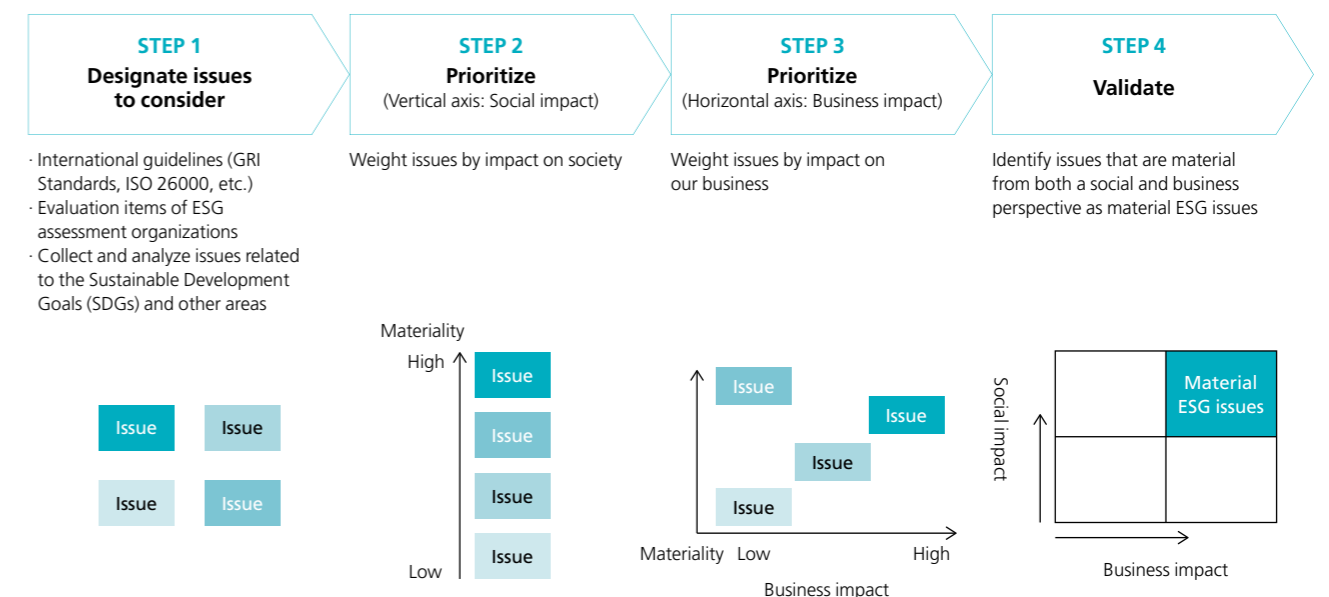 STEP 1
Designate issues
to consider
STEP 2
Prioritize
(Vertical axis: Social impact)
STEP 3
Prioritize
(Horizontal axis: Business impact)
STEP 4
Validate
· International guidelines (GRI
Standards, ISO 26000, etc.)
· Evaluation items of ESG
assessment organizations
· Collect and analyze issues related
to the Sustainable Development
Goals (SDGs) and other areas
Weight issues by impact on society
Weight issues by impact on
our business
Identify issues that are material
from both a social and business
perspective as material ESG issues
Issue
Issue
Issue
Issue
Materiality
High
Issue
Issue
Issue
Issue
Low
Issue
Issue
Issue
Issue
Materiality Low
High
Business impact
Social impact
Material
ESG issues
Business impact